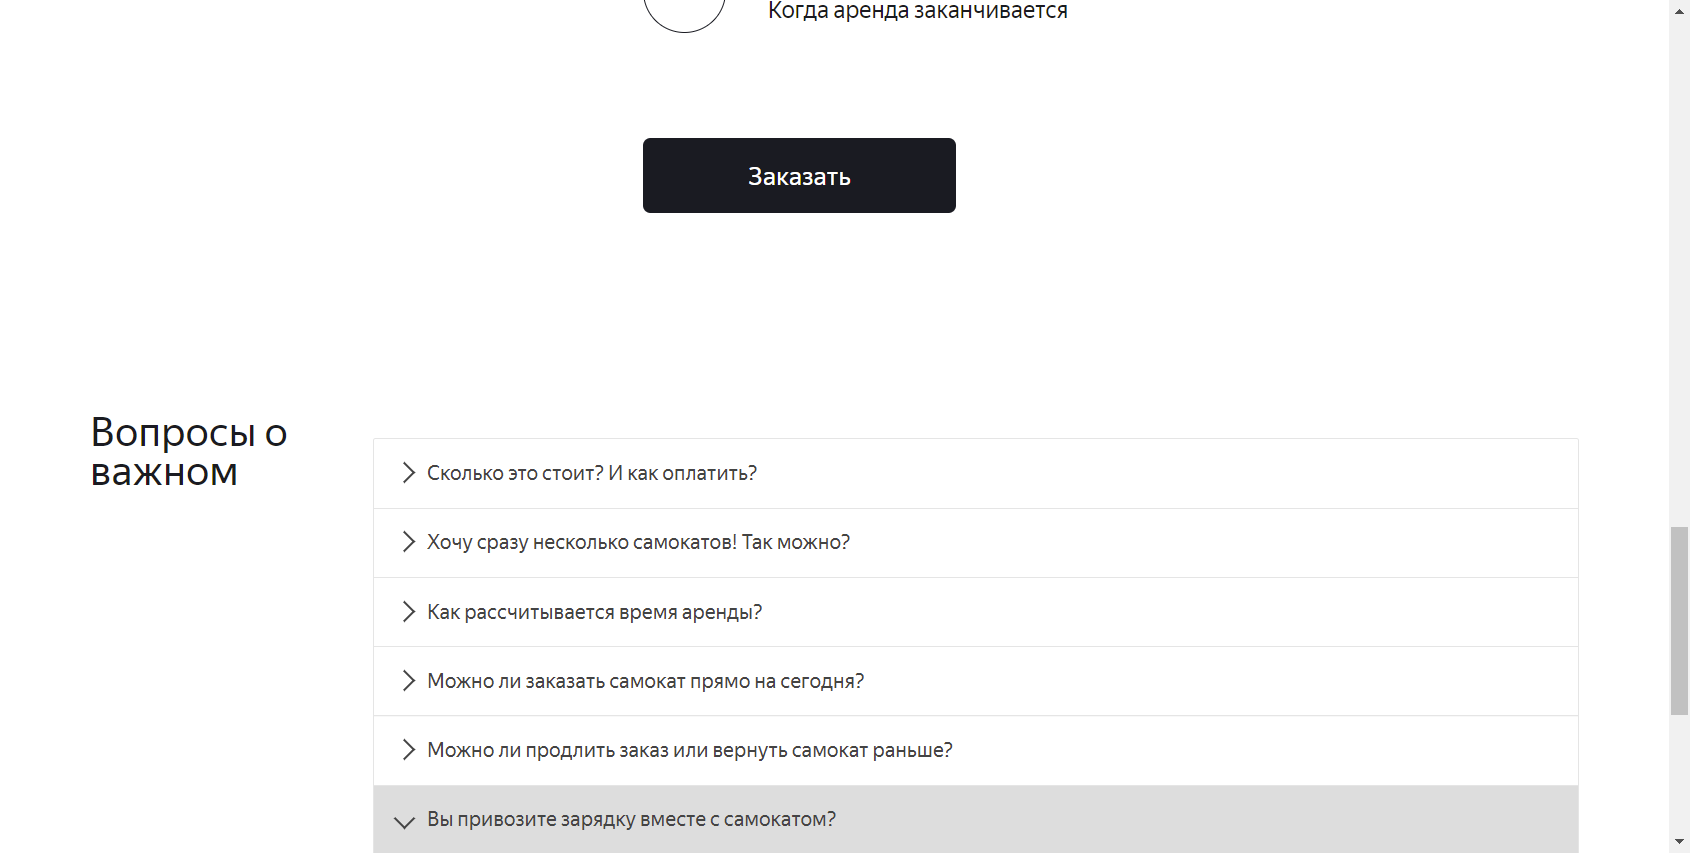 Когда аренда заканчивается
Заказать
Вопросы о
важном
Сколько это стоит? И как оплатить?
Хочу сразу несколько самокатов! Так можно?
Как рассчитывается время аренды?
Можно ли заказать самокат прямо на сегодня?
Можно ли продлить заказ или вернуть самокат раньше?
Вы привозите зарядку вместе с самокатом?